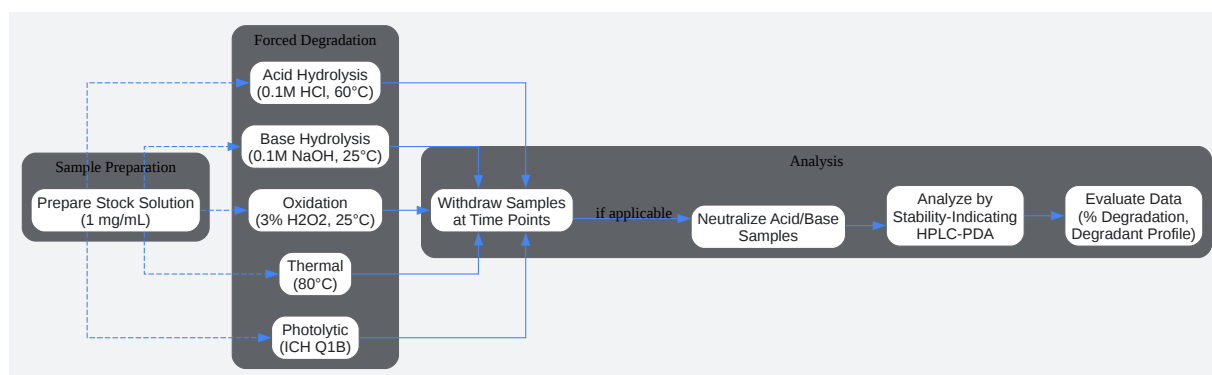 Sample Preparation
Prepare Stock Solution
(1 mg/mL)
Forced Degradation
Acid Hydrolysis
(0.1M HCl, 60°C)
Base Hydrolysis
(0.1M NaOH, 25°C)
Oxidation
(3% H2O2, 25°C)
Thermal
(80°C)
Photolytic
(ICH Q1B)
Analysis
Withdraw Samples
at Time Points
if applicable
Neutralize Acid/Base
Samples
Analyze by
Stability-Indicating
HPLC-PDA
Evaluate Data
(% Degradation,
Degradant Profile)